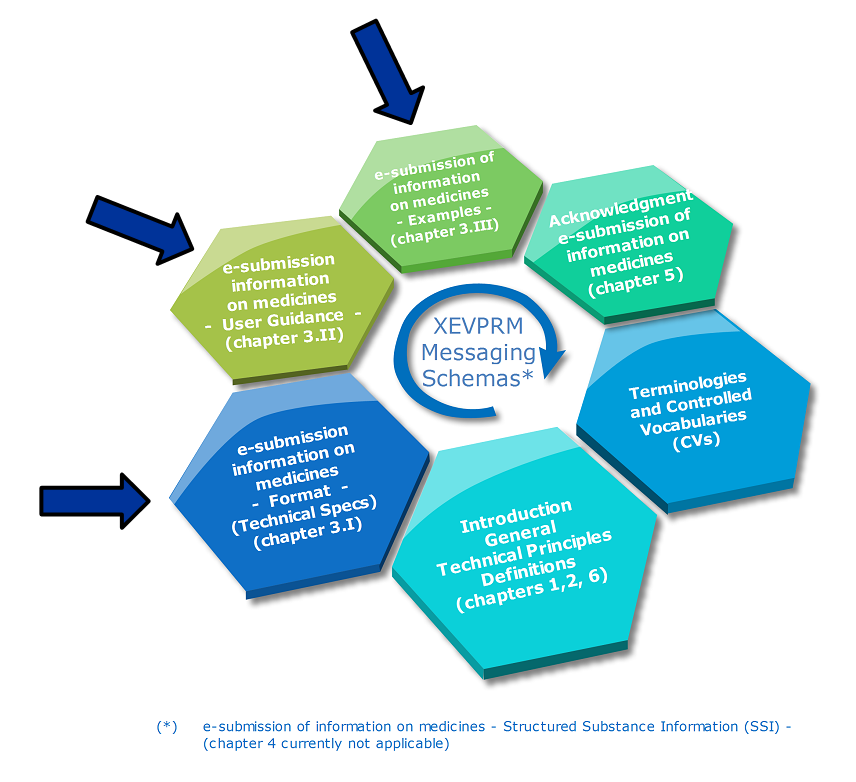 e-submission of
information
on medicines
- Examples -
(chapter 3.III)
Acknowledgment
e-submission of
information on
medicines
(chapter 5)
e-submission
information
on medicines
- User Guidance -
(chapter 3.II)
XEVPRM
Messaging
Schemas*
Terminologies
and Controlled
Vocabularies
(CVs)
e-submission
information on
medicines
- Format -
(Technical Specs)
(chapter 3.I)
Introduction
General
Technical Principles
Definitions
(chapters 1,2, 6)
(*) e-submission of information on medicines - Structured Substance Information (SSI) -
(chapter 4 currently not applicable)